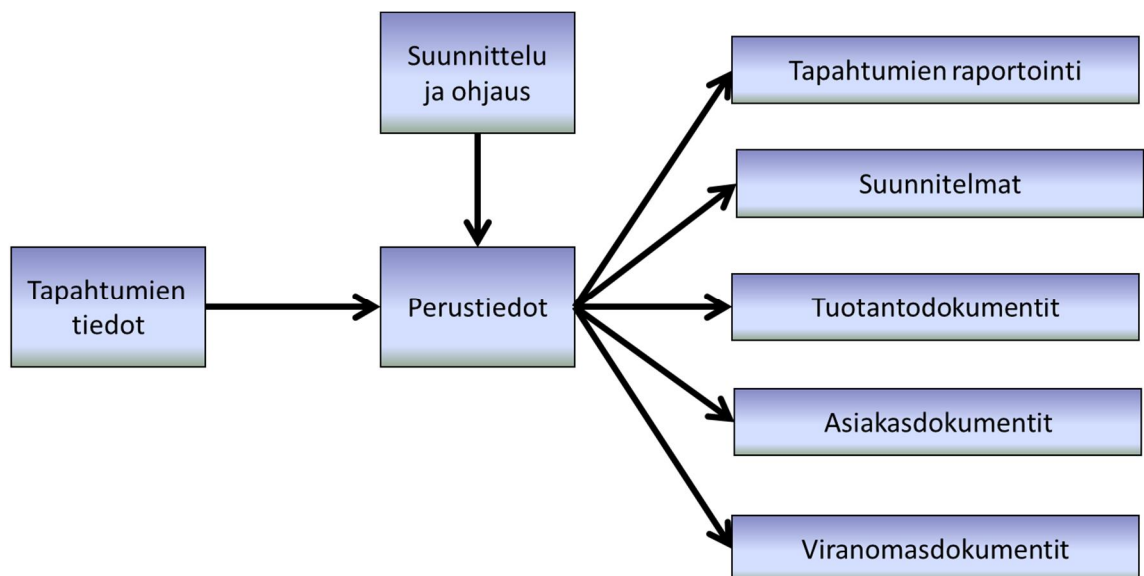 Suunnittelu
ja ohjaus
Tapahtumien raportointi
Suunnitelmat
Tapahtumien
tiedot
Perustiedot
Tuotantodokumentit
Asiakasdokumentit
Viranomasdokumentit